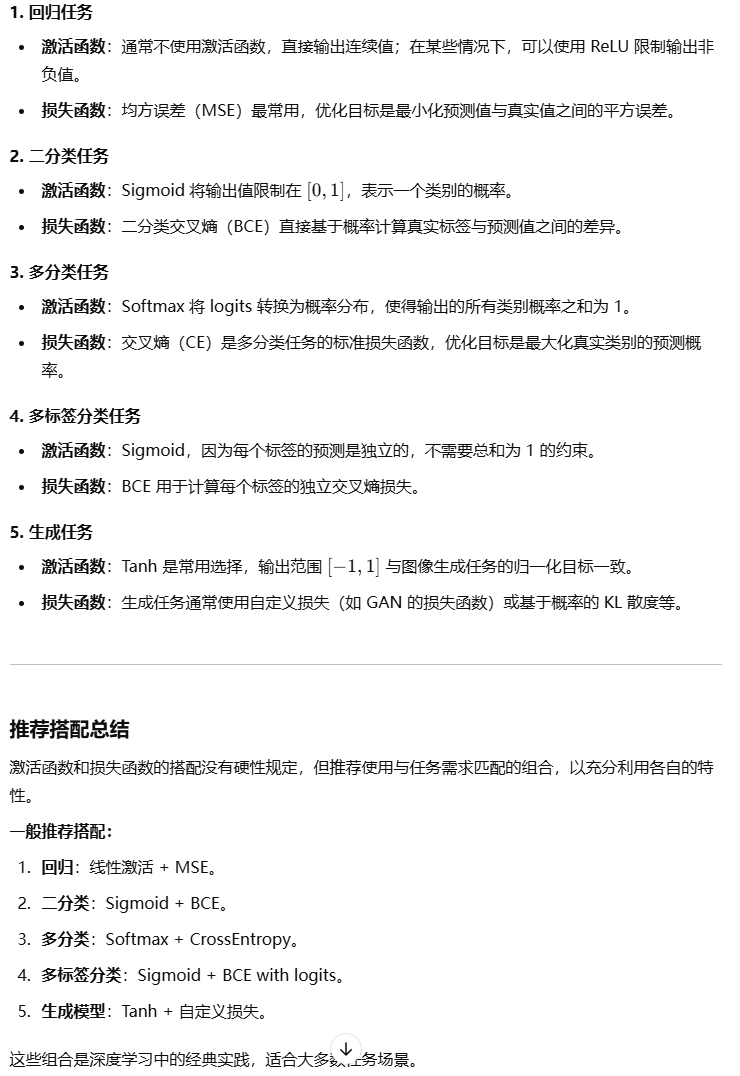 1. 回归任务
• 激活函数：通常不使用激活函数，直接输出连续值；在某些情况下，可以使用 ReLU 限制输出非
负值。
• 损失函数：均方误差（MSE）最常用，优化目标是最小化预测值与真实值之间的平方误差。
2. 二分类任务
• 激活函数：Sigmoid 将输出值限制在 [0, 1]，表示一个类别的概率。
• 损失函数：二分类交叉熵（BCE）直接基于概率计算真实标签与预测值之间的差异。
3. 多分类任务
• 激活函数：Softmax 将 logits 转换为概率分布，使得输出的所有类别概率之和为 1。
• 损失函数：交叉熵（CE）是多分类任务的标准损失函数，优化目标是最大化真实类别的预测概
率。
4. 多标签分类任务
• 激活函数：Sigmoid，因为每个标签的预测是独立的，不需要总和为 1 的约束。
• 损失函数：BCE 用于计算每个标签的独立交叉熵损失。
5. 生成任务
• 激活函数：Tanh 是常用选择，输出范围 [−1, 1] 与图像生成任务的归一化目标一致。
• 损失函数：生成任务通常使用自定义损失（如 GAN 的损失函数）或基于概率的 KL 散度等。
推荐搭配总结
激活函数和损失函数的搭配没有硬性规定，但推荐使用与任务需求匹配的组合，以充分利用各自的特
性。
一般推荐搭配：
1. 回归：线性激活 + MSE。
2. 二分类：Sigmoid + BCE。
3. 多分类：Softmax + CrossEntropy。
4. 多标签分类：Sigmoid + BCE with logits。
5. 生成模型：Tanh + 自定义损失。
这些组合是深度学习中的经典实践，适合大多数任务场景。